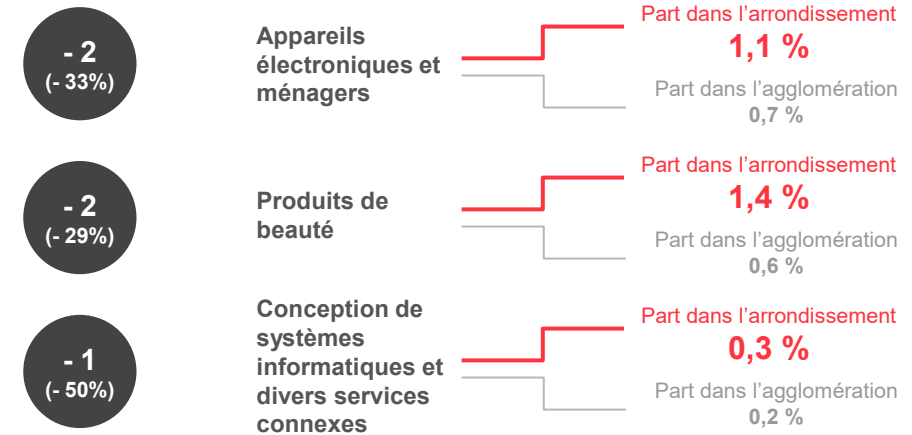 - 2
(- 33%)
Appareils
électroniques et
ménagers
Part dans l'arrondissement
1,1 %
Part dans l'agglomération
0,7 %
- 2
(- 29%)
Produits de
beauté
Part dans l'arrondissement
1,4 %
Part dans l'agglomération
0,6 %
- 1
(- 50%)
Conception de
systèmes
informatiques et
divers services
connexes
Part dans l'arrondissement
0,3 %
Part dans l'agglomération
0,2 %